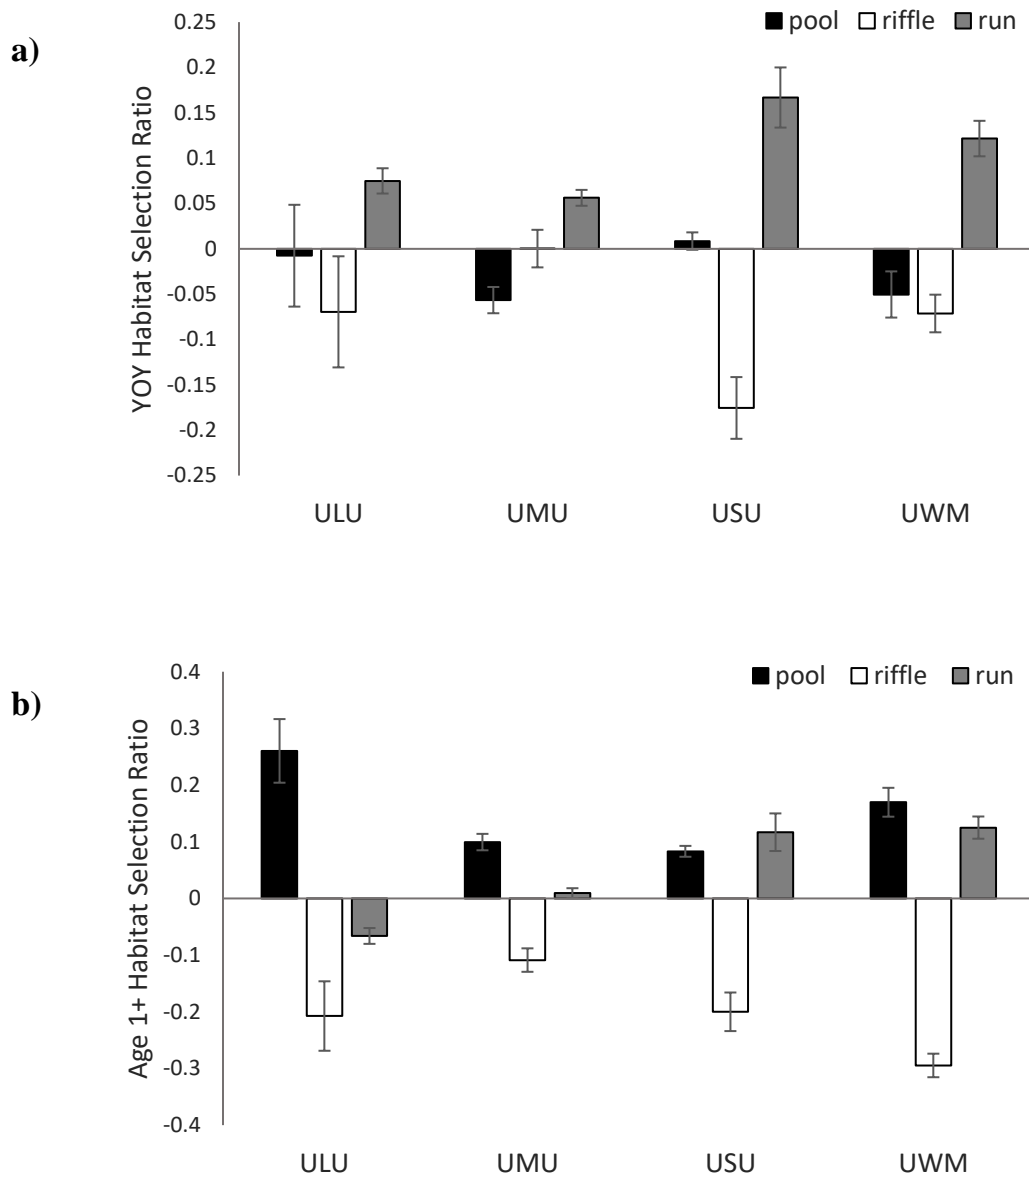 a)
pool riffle run
YOY Habitat Selection Ratio
0.25
0.2
0.15
0.1
0.05
0
-0.05
-0.1
-0.15
-0.2
-0.25
ULU UMU USU UWM
b)
pool riffle run
Age 1+ Habitat Selection Ratio
0.4
0.3
0.2
0.1
0
-0.1
-0.2
-0.3
-0.4
ULU UMU USU UWM